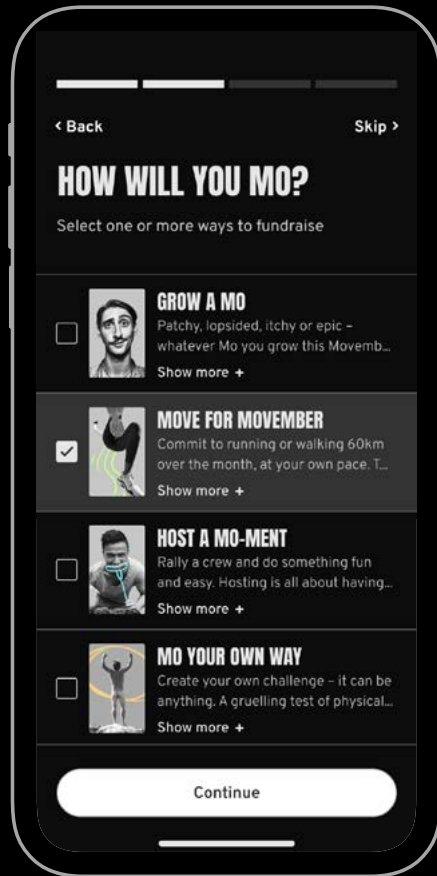 < Back
Skip >
HOW WILL YOU MO?
Select one or more ways to fundraise
GROW A MO
Patchy, lopsided, itchy or epic –
whatever Mo you grow this Movemb...
Show more +
MOVE FOR MOVEMBER
Commit to running or walking 60km
over the month, at your own pace. T...
Show more +
HOST A MO-MENT
Rally a crew and do something fun
and easy. Hosting is all about having...
Show more +
MO YOUR OWN WAY
Create your own challenge – it can be
anything. A gruelling test of physical...
Show more +
Continue